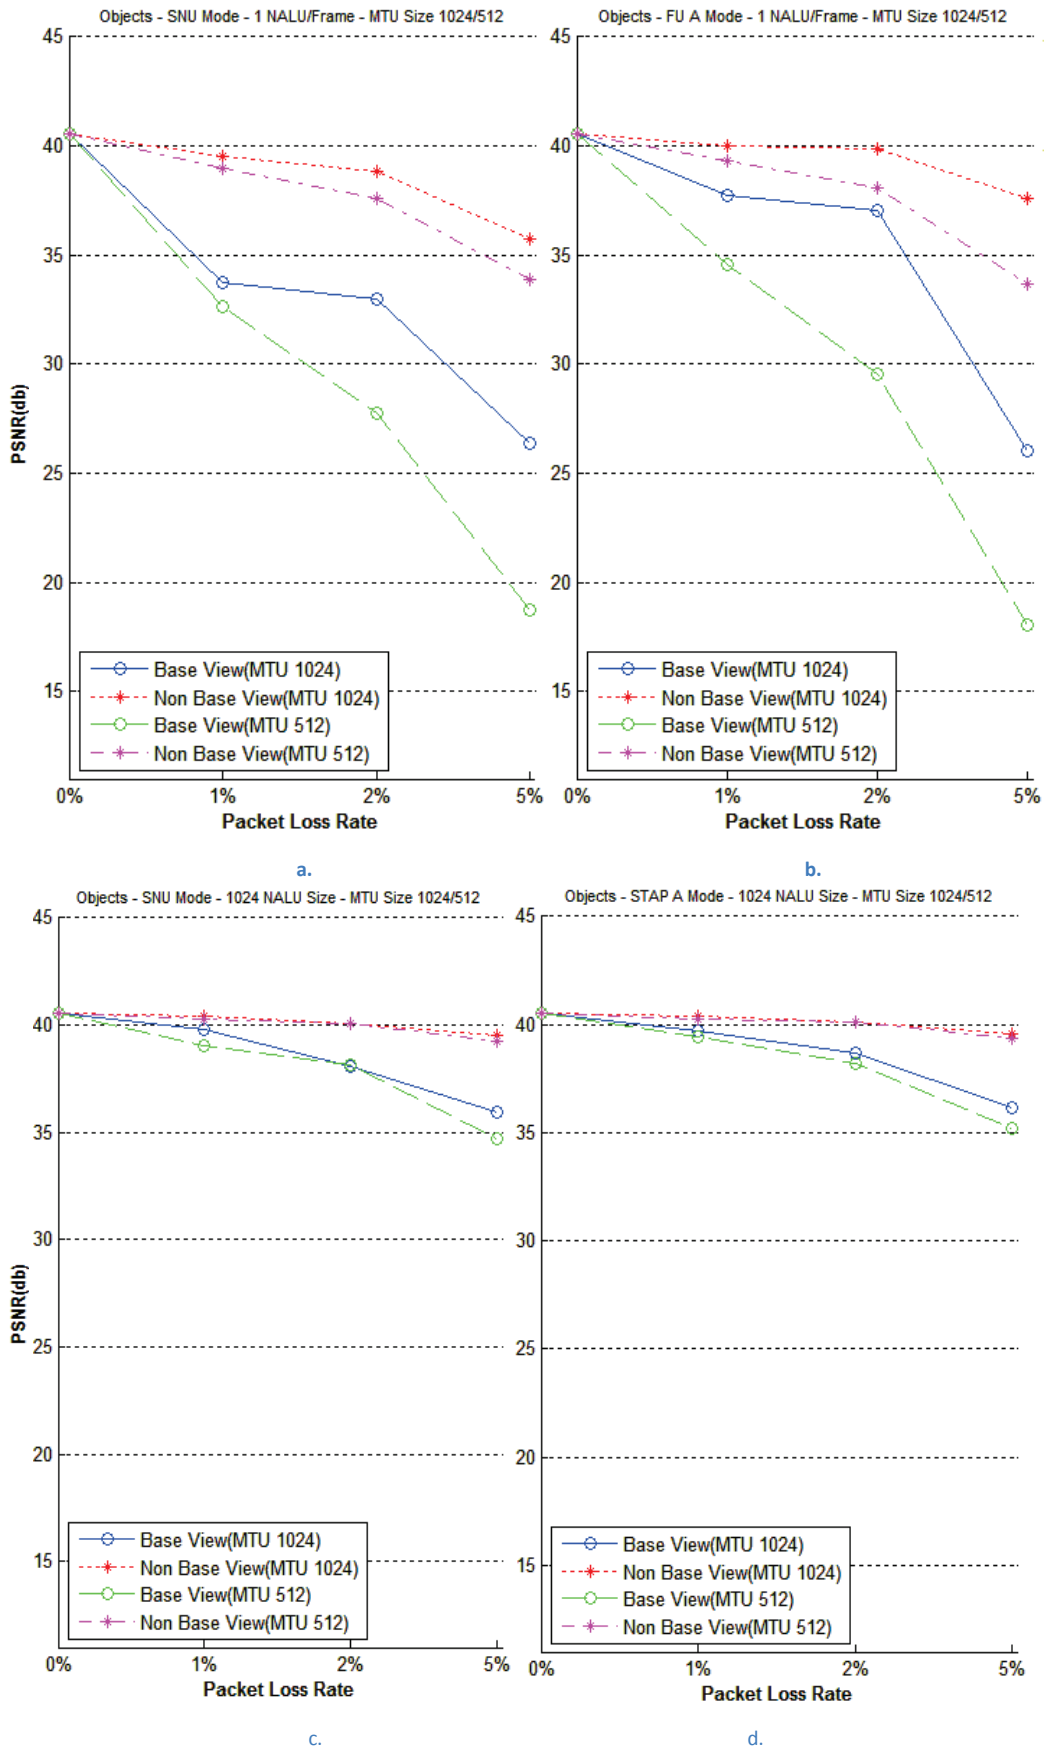 Objects - SNU Mode - 1 NALU/Frame - MTU Size 1024/512
45
40
35
30
25
20
15
PSNR(db)
Base View(MTU 1024)
Non Base View(MTU 1024)
Base View(MTU 512)
Non Base View(MTU 512)
0% 1% 2% 5%
Packet Loss Rate
a.
Objects - FU A Mode - 1 NALU/Frame - MTU Size 1024/512
45
40
35
30
25
20
15
Base View(MTU 1024)
Non Base View(MTU 1024)
Base View(MTU 512)
Non Base View(MTU 512)
0% 1% 2% 5%
Packet Loss Rate
b.
Objects - SNU Mode - 1024 NALU Size - MTU Size 1024/512
45
40
35
30
25
20
15
PSNR(db)
Base View(MTU 1024)
Non Base View(MTU 1024)
Base View(MTU 512)
Non Base View(MTU 512)
0% 1% 2% 5%
Packet Loss Rate
c.
Objects - STAP A Mode - 1024 NALU Size - MTU Size 1024/512
45
40
35
30
25
20
15
Base View(MTU 1024)
Non Base View(MTU 1024)
Base View(MTU 512)
Non Base View(MTU 512)
0% 1% 2% 5%
Packet Loss Rate
d.